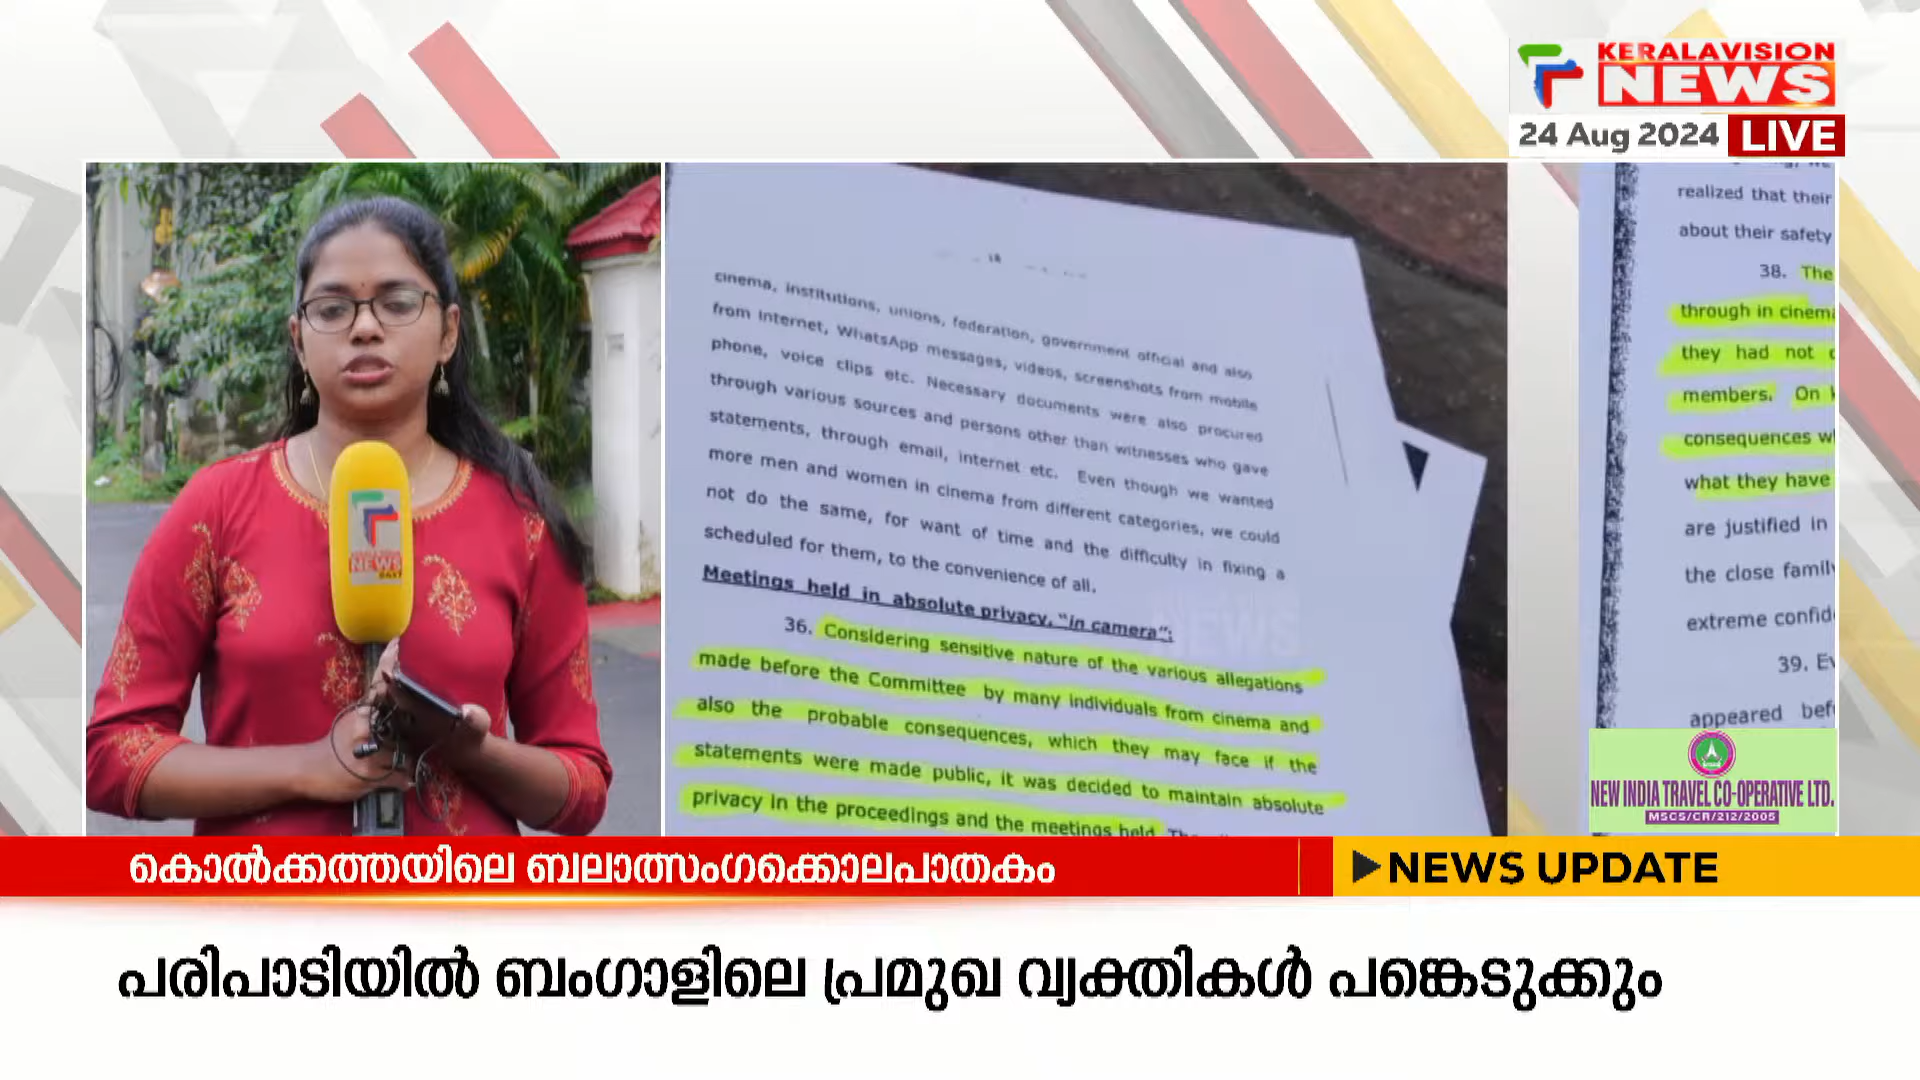 KERALAVISION
NEWS
24 Aug 2024 LIVE
KERALAVISION
NEWS
cinema, institutions, unions, federation, government official and also
from Internet, WhatsApp messages, videos, screenshots from mobile
phone, voice clips etc. Necessary documents were also procured
through various sources and persons other than witnesses who gave
statements, through email, internet etc. Even though we wanted
more men and women in cinema from different categories, we could
not do the same, for want of time and the difficulty in fixing a
scheduled for them, to the convenience of all.
Meetings held in absolute privacy, "in camera":
36. Considering sensitive nature of the various allegations
made before the Committee by many individuals from cinema and
also the probable consequences, which they may face if the
statements were made public, it was decided to maintain absolute
privacy in the proceedings and the meetings held.
NEWS
realized that their
about their safety
38. The
through in cinema
they had not
members. On
consequences
what they have
are justified in
the close family
extreme
39.
appeared
NEW INDIA TRAVEL CO-OPERATIVE LTD.
MSCS/CR/212/2005
കൊൽക്കത്തയിലെ ബലാത്സംഗക്കൊലപാതകം
NEWS UPDATE
പരിപാടിയിൽ ബംഗാളിലെ പ്രമുഖ വ്യക്തികൾ പങ്കെടുക്കും